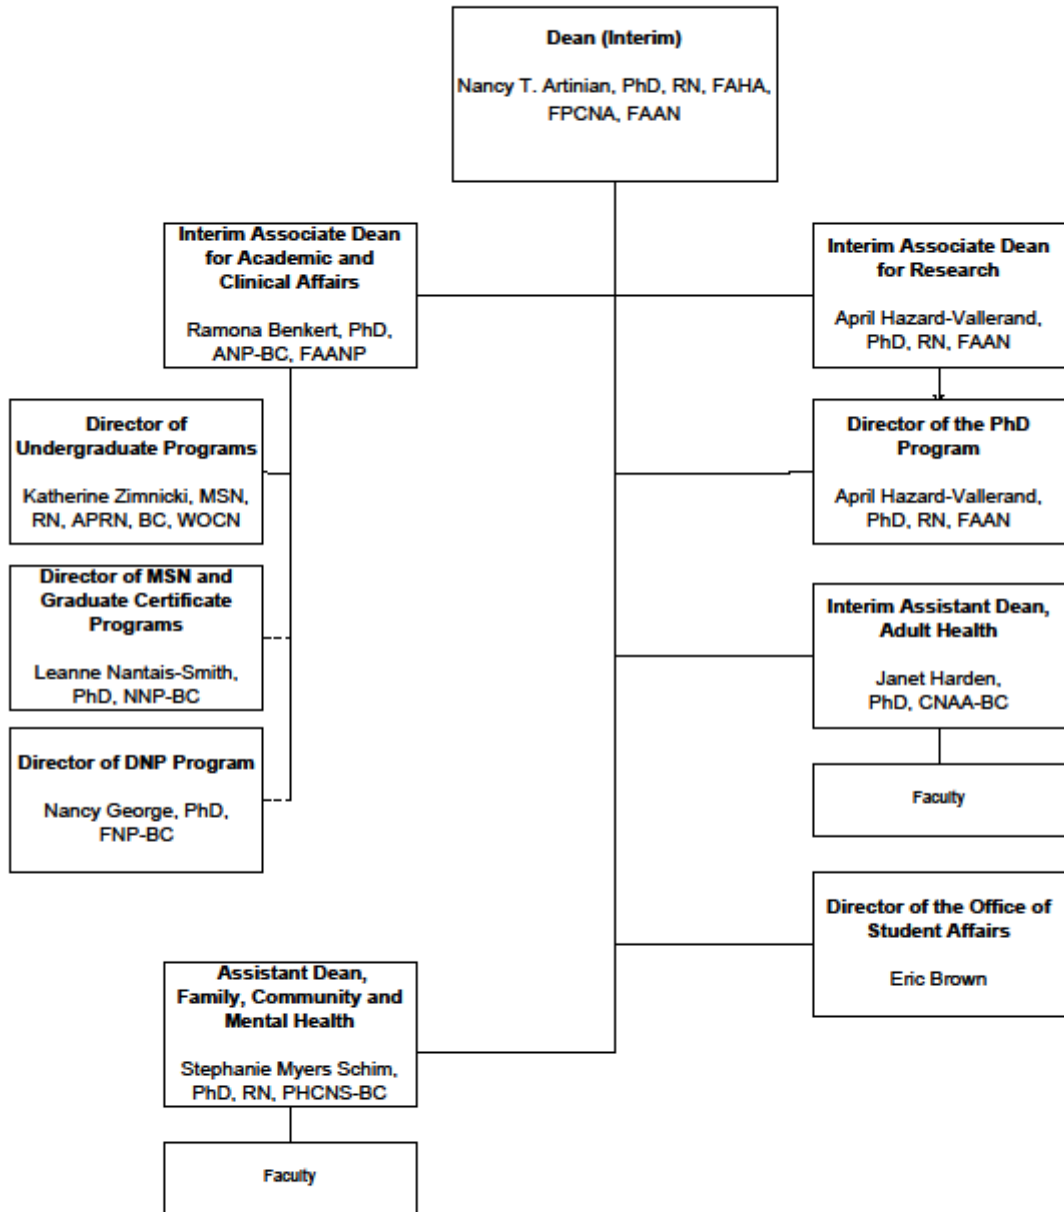 Dean (Interim)
Nancy T. Artinian, PhD, RN, FAHA,
FPCNA, FAAN
Interim Associate Dean
for Academic and
Clinical Affairs
Ramona Benkert, PhD,
ANP-BC, FAANP
Interim Associate Dean
for Research
April Hazard-Vallerand,
PhD, RN, FAAN
Director of
Undergraduate Programs
Katherine Zimnicki, MSN,
RN, APRN, BC, WOCN
Director of the PhD
Program
April Hazard-Vallerand,
PhD, RN, FAAN
Director of MSN and
Graduate Certificate
Programs
Leanne Nantais-Smith,
PhD, NNP-BC
Interim Assistant Dean,
Adult Health
Janet Harden,
PhD, CNAA-BC
Director of DNP Program
Nancy George, PhD,
FNP-BC
Faculty
Director of the Office of
Student Affairs
Eric Brown
Assistant Dean,
Family, Community and
Mental Health
Stephanie Myers Schim,
PhD, RN, PHCNS-BC
Faculty